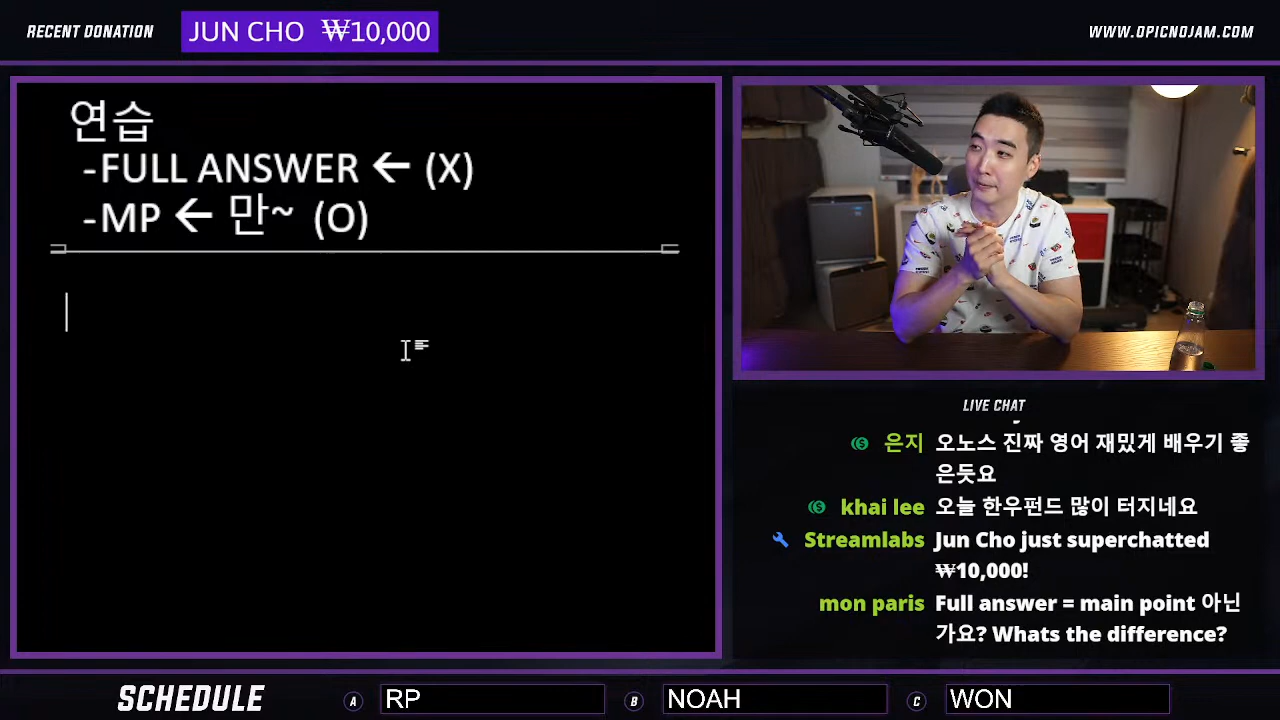 RECENT DONATION
JUN CHO ₩10,000
WWW.OPICNOJAM.COM
연습
-FULL ANSWER ← (X)
-MP ← 만~ (O)
LIVE CHAT
은지 오노스 진짜 영어 재밌게 배우기 좋
은듯요
khai lee 오늘 한우펀드 많이 터지네요
Streamlabs Jun Cho just superchatted
₩10,000!
mon paris Full answer = main point 아닌
가요? Whats the difference?
SCHEDULE A RP B NOAH C WON